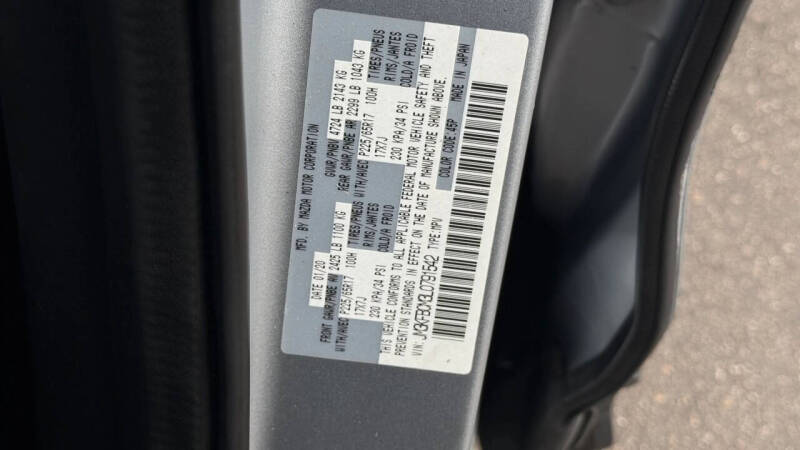 MFD. BY MAZDA MOTOR CORPORATION
DATE 01/20 GVWR/PNBV 4724 LB 2143 KG
FRONT GAWR/PNBE AV 2425 LB 1100 KG REAR GAWR/PNBE AR 2299 LB 1043 KG
WITH/AVEC TIRES/PNEUS WITH/AVEC TIRES/PNEUS
P225/65R17 100H RIMS/JANTES P225/65R17 100H RIMS/JANTES
17X7J COLD/A FROID 17X7J COLD/A FROID
230 KPA/34 PSI 230 KPA/34 PSI
THIS VEHICLE CONFORMS TO ALL APPLICABLE FEDERAL MOTOR VEHICLE SAFETY AND THEFT
PREVENTION STANDARDS IN EFFECT ON THE DATE OF MANUFACTURE SHOWN ABOVE.
VIN: JM3KFBCM3L0791542 TYPE:MPV COLOR CODE:45P MADE IN JAPAN